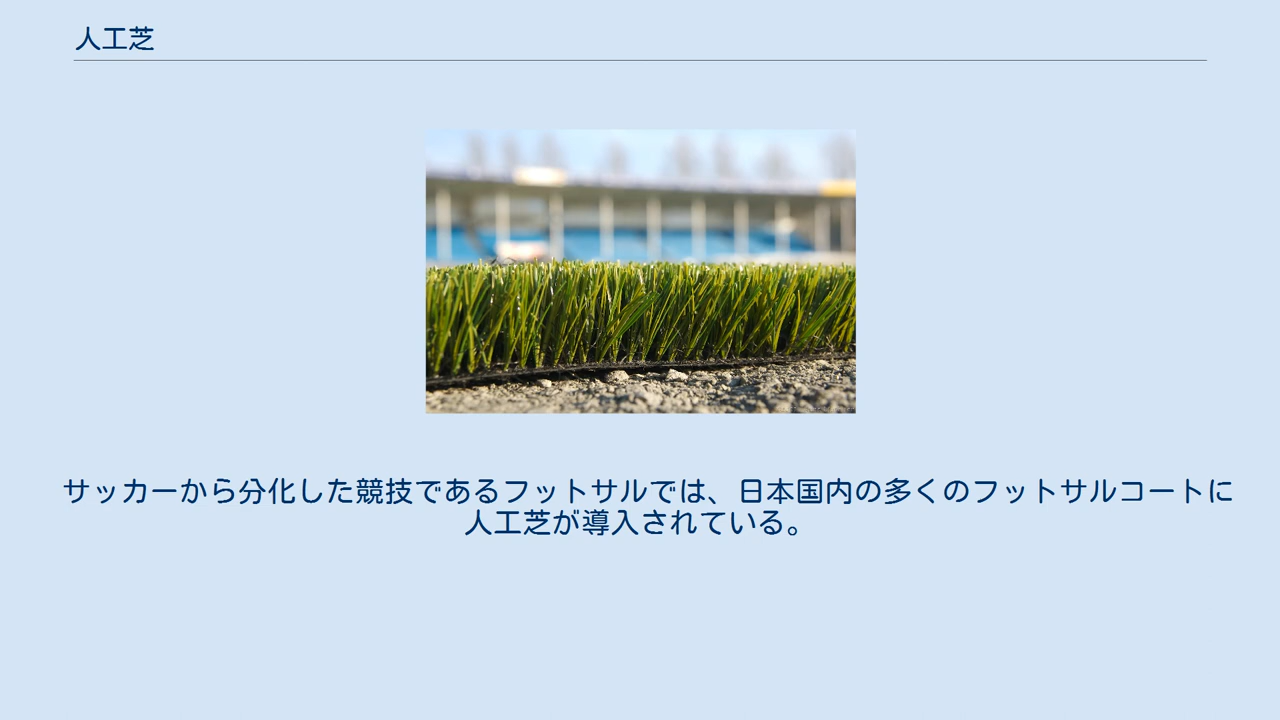 人工芝
サッカーから分化した競技であるフットサルでは、日本国内の多くのフットサルコートに
人工芝が導入されている。